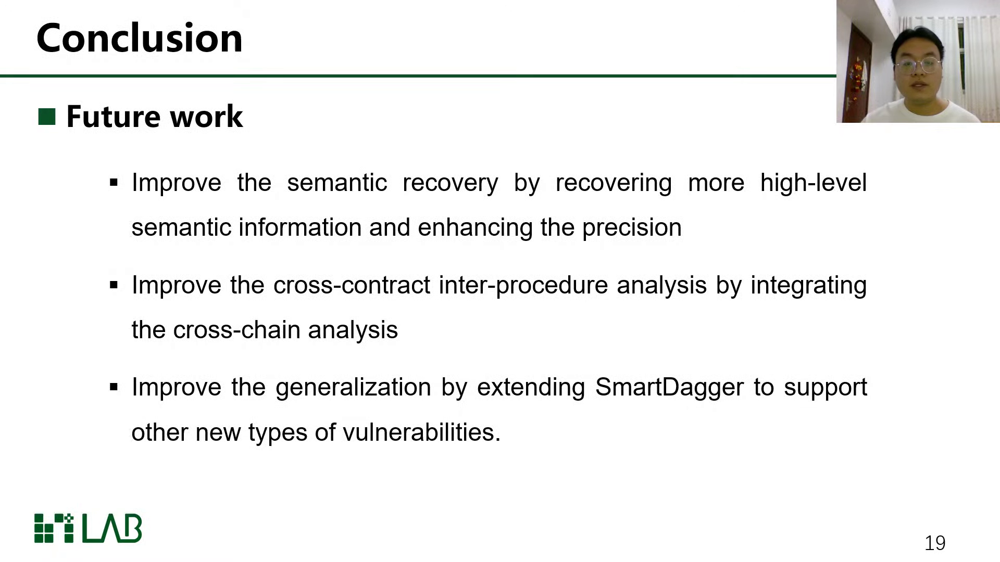 Conclusion
Future work
Improve the semantic recovery by recovering more high-level
semantic information and enhancing the precision
Improve the cross-contract inter-procedure analysis by integrating
the cross-chain analysis
Improve the generalization by extending SmartDagger to support
other new types of vulnerabilities.
LAB
19